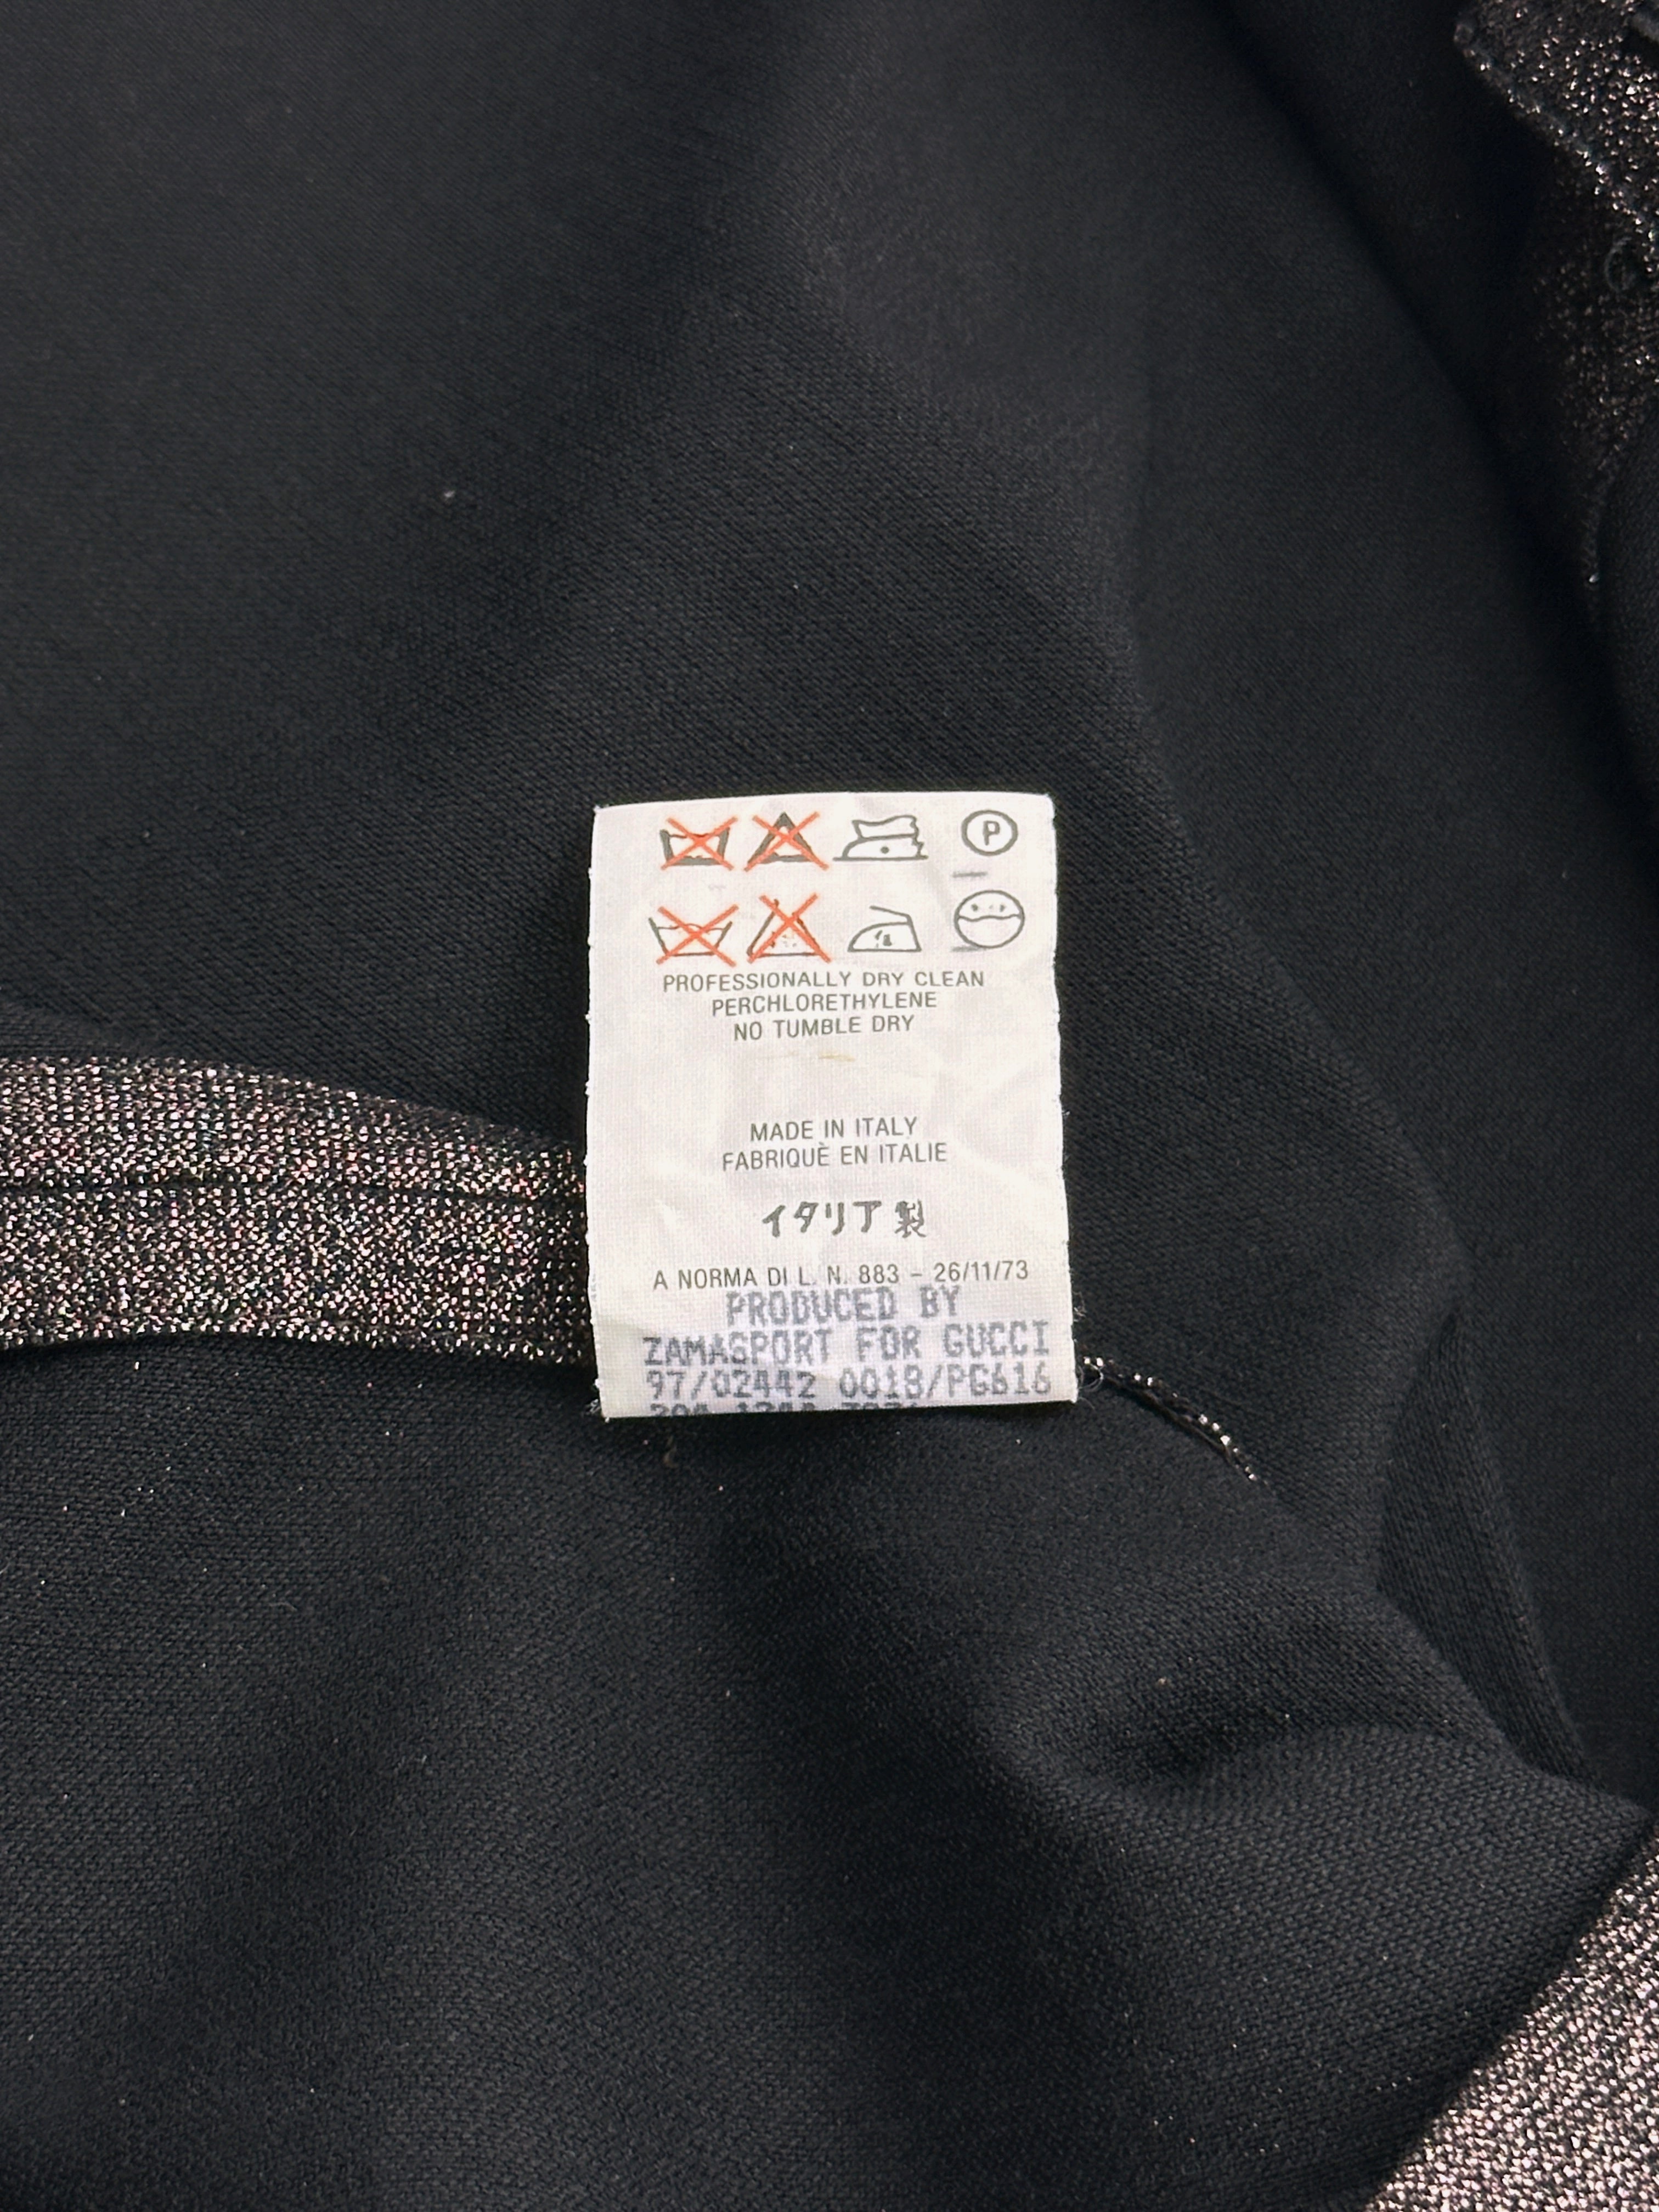 P
PROFESSIONALLY DRY CLEAN
PERCHLORETHYLENE
NO TUMBLE DRY
MADE IN ITALY
FABRIQUÈ EN ITALIE
イタリア製
A NORMA DI L. N. 883 – 26/11/73
PRODUCED BY
ZAMASPORT FOR GUCCI
97/02442 0018/PG616